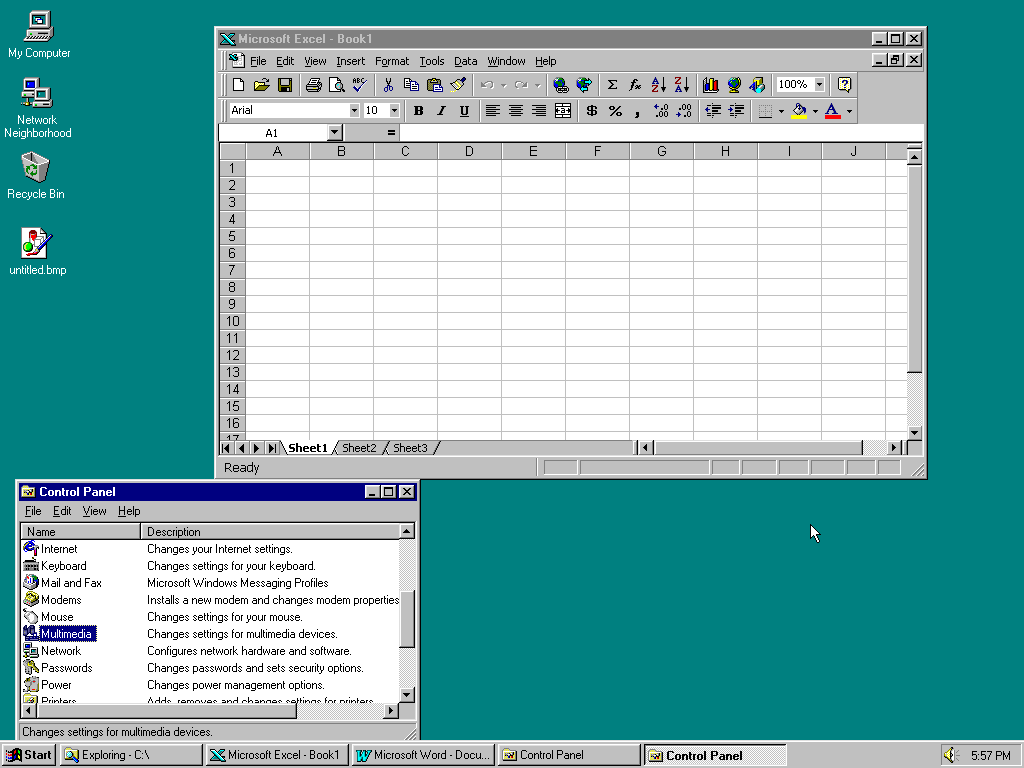 My Computer
Network
Neighborhood
Recycle Bin
untitled.bmp
Microsoft Excel - Book1
File Edit View Insert Format Tools Data Window Help
100%
Arial 10 B I U $ % ,
A1 =
A B C D E F G H I J
1
2
3
4
5
6
7
8
9
10
11
12
13
14
15
16
17
Sheet1 Sheet2 Sheet3
Ready
Control Panel
File Edit View Help
Name Description
Internet Changes your Internet settings.
Keyboard Changes settings for your keyboard.
Mail and Fax Microsoft Windows Messaging Profiles
Modems Installs a new modem and changes modem properties
Mouse Changes settings for your mouse.
Multimedia Changes settings for multimedia devices.
Network Configures network hardware and software.
Passwords Changes passwords and sets security options.
Power Changes power management options.
Printers Adds, removes and changes settings for printers
Changes settings for multimedia devices.
Start Exploring - C:\ Microsoft Excel - Book1 Microsoft Word - Docu... Control Panel Control Panel 5:57 PM